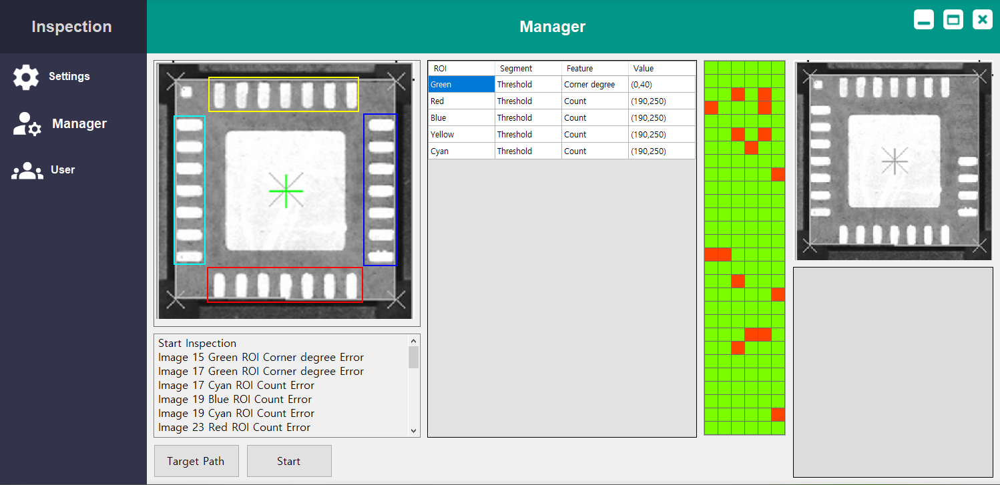 Inspection
Manager
Settings
Manager
User
ROI Segment Feature Value
Green Threshold Corner degree (0,40)
Red Threshold Count (190,250)
Blue Threshold Count (190,250)
Yellow Threshold Count (190,250)
Cyan Threshold Count (190,250)
Start Inspection
Image 15 Green ROI Corner degree Error
Image 17 Green ROI Corner degree Error
Image 17 Cyan ROI Count Error
Image 19 Blue ROI Count Error
Image 19 Cyan ROI Count Error
Image 23 Red ROI Count Error
Target Path
Start